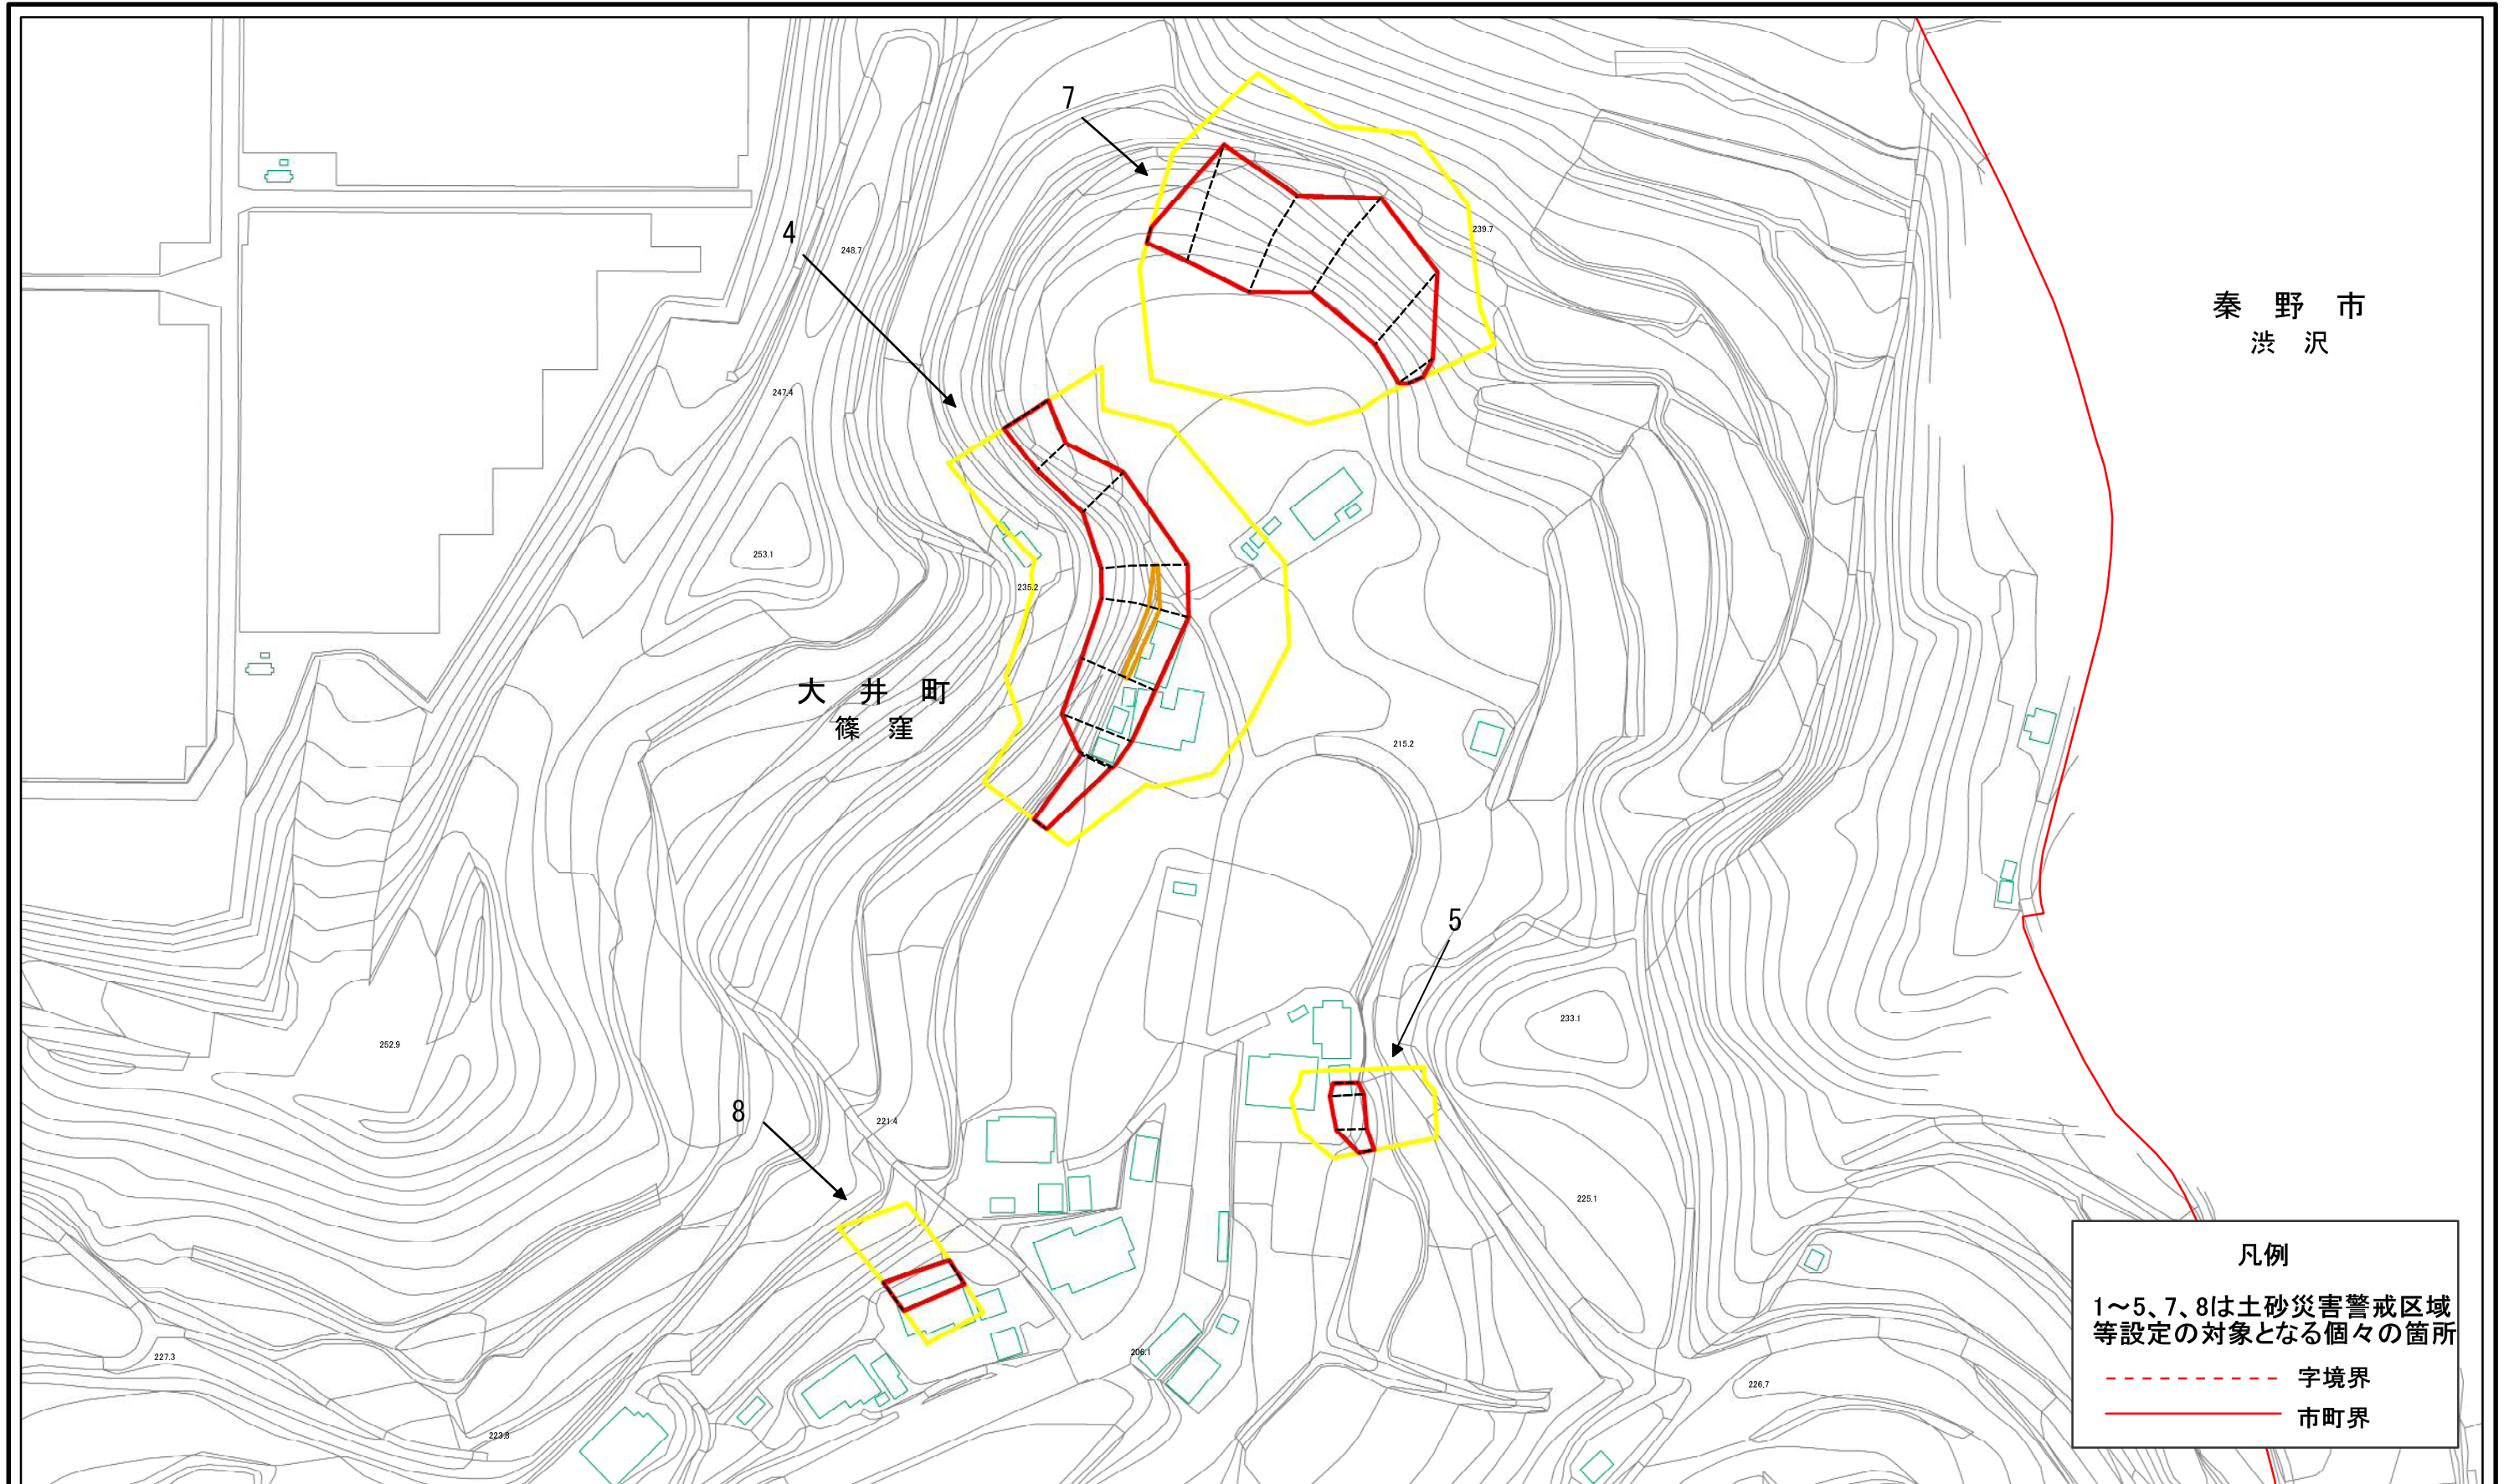 7
4
239.7
248.7
秦野市
渋沢
247.4
253.1
235.2
大井町
篠窪
215.2
5
233.1
252.9
8
221.4
225.1
206.1
227.3
226.7
223.8
凡例
1~5、7、8は土砂災害警戒区域
等設定の対象となる個々の箇所
字境界
市町界